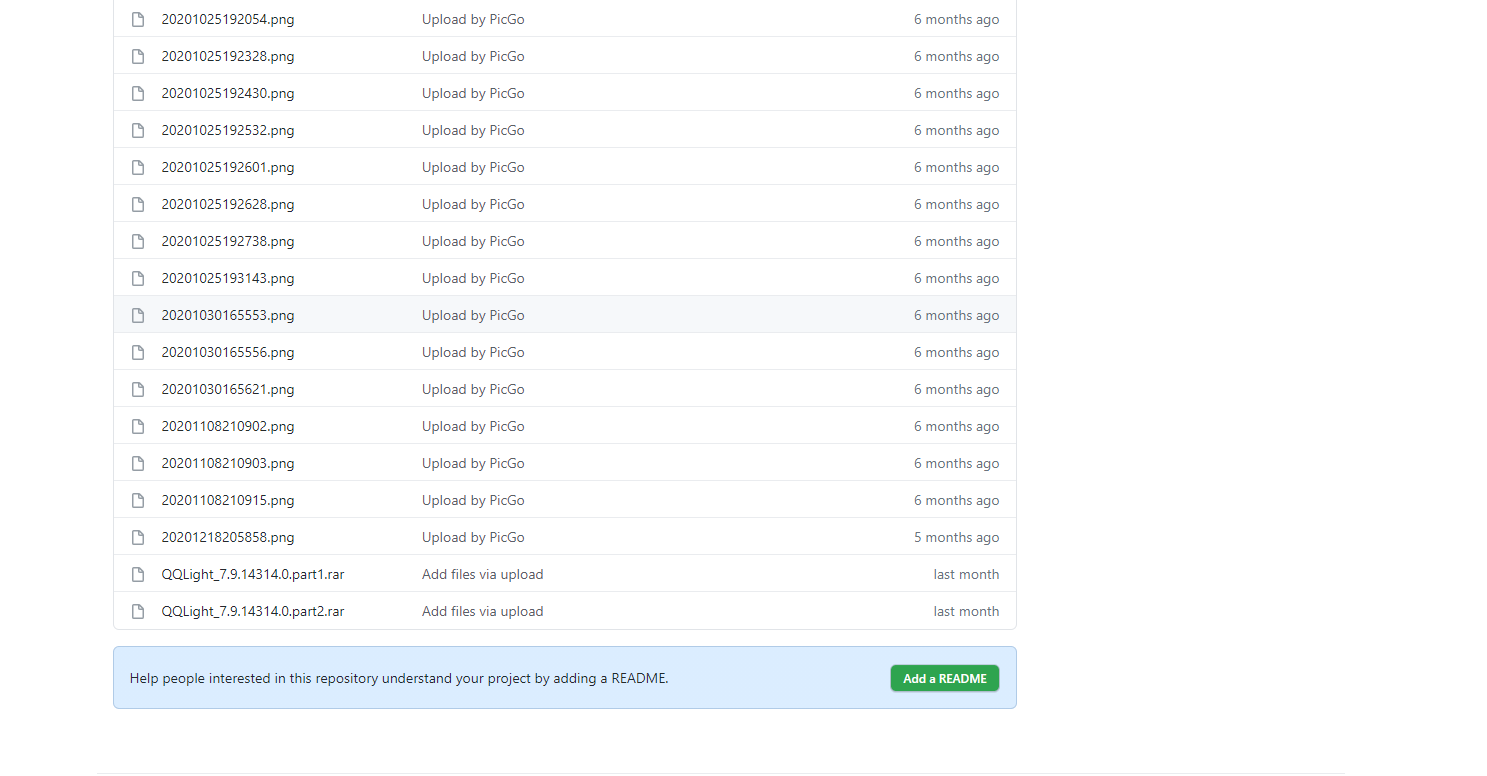 20201025192054.png Upload by PicGo 6 months ago
20201025192328.png Upload by PicGo 6 months ago
20201025192430.png Upload by PicGo 6 months ago
20201025192532.png Upload by PicGo 6 months ago
20201025192601.png Upload by PicGo 6 months ago
20201025192628.png Upload by PicGo 6 months ago
20201025192738.png Upload by PicGo 6 months ago
20201025193143.png Upload by PicGo 6 months ago
20201030165553.png Upload by PicGo 6 months ago
20201030165556.png Upload by PicGo 6 months ago
20201030165621.png Upload by PicGo 6 months ago
20201108210902.png Upload by PicGo 6 months ago
20201108210903.png Upload by PicGo 6 months ago
20201108210915.png Upload by PicGo 6 months ago
20201218205858.png Upload by PicGo 5 months ago
QQLight_7.9.14314.0.part1.rar Add files via upload last month
QQLight_7.9.14314.0.part2.rar Add files via upload last month
Help people interested in this repository understand your project by adding a README. Add a README